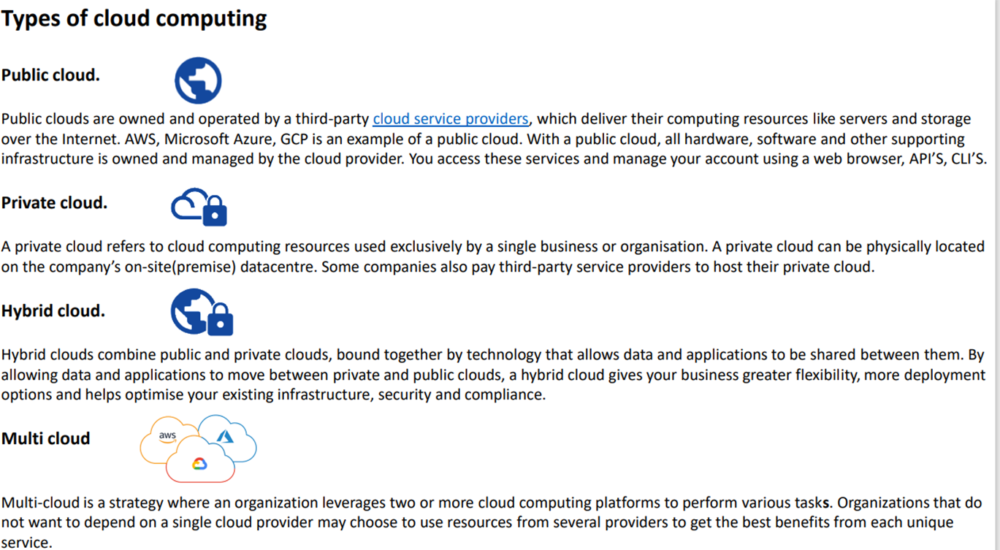 Types of cloud computing
Public cloud.
Public clouds are owned and operated by a third-party cloud service providers, which deliver their computing resources like servers and storage
over the Internet. AWS, Microsoft Azure, GCP is an example of a public cloud. With a public cloud, all hardware, software and other supporting
infrastructure is owned and managed by the cloud provider. You access these services and manage your account using a web browser, API’S, CLI’S.
Private cloud.
A private cloud refers to cloud computing resources used exclusively by a single business or organisation. A private cloud can be physically located
on the company’s on-site(premise) datacentre. Some companies also pay third-party service providers to host their private cloud.
Hybrid cloud.
Hybrid clouds combine public and private clouds, bound together by technology that allows data and applications to be shared between them. By
allowing data and applications to move between private and public clouds, a hybrid cloud gives your business greater flexibility, more deployment
options and helps optimise your existing infrastructure, security and compliance.
Multi cloud
aws
Multi-cloud is a strategy where an organization leverages two or more cloud computing platforms to perform various tasks. Organizations that do
not want to depend on a single cloud provider may choose to use resources from several providers to get the best benefits from each unique
service.